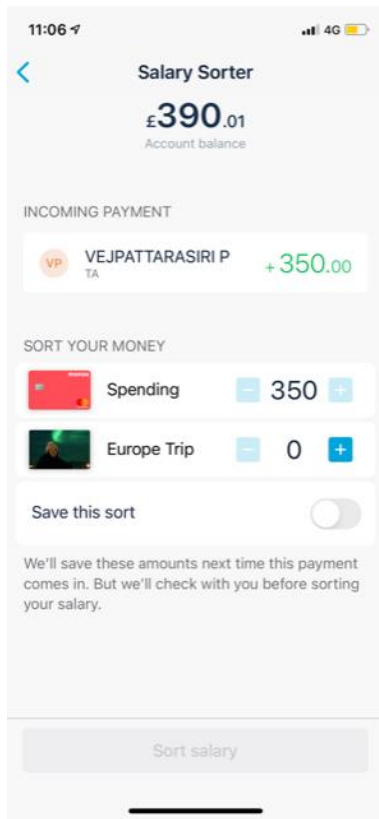 11:06 4G
Salary Sorter
£390.01
Account balance
INCOMING PAYMENT
VP VEJPATTARASIRI P +350.00
TA
SORT YOUR MONEY
Spending - 350 +
Europe Trip - 0 +
Save this sort
We'll save these amounts next time this payment
comes in. But we'll check with you before sorting
your salary.
Sort salary